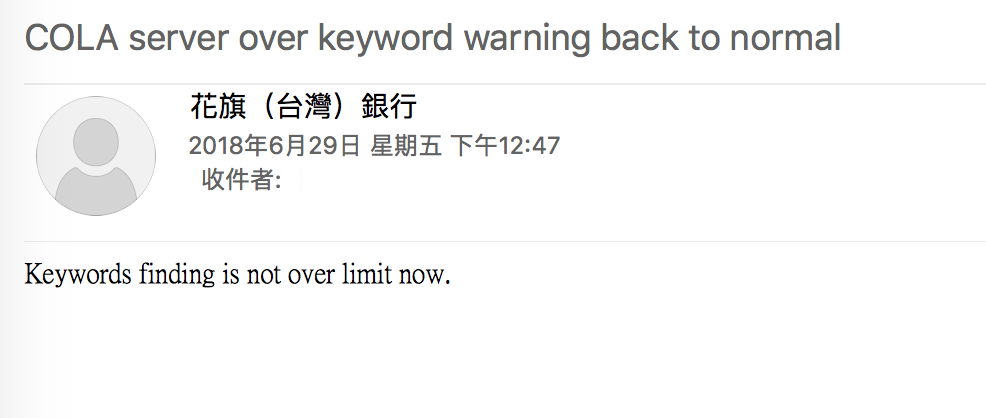 COLA server over keyword warning back to normal
花旗（台灣）銀行
2018年6月29日 星期五 下午12:47
收件者:
Keywords finding is not over limit now.